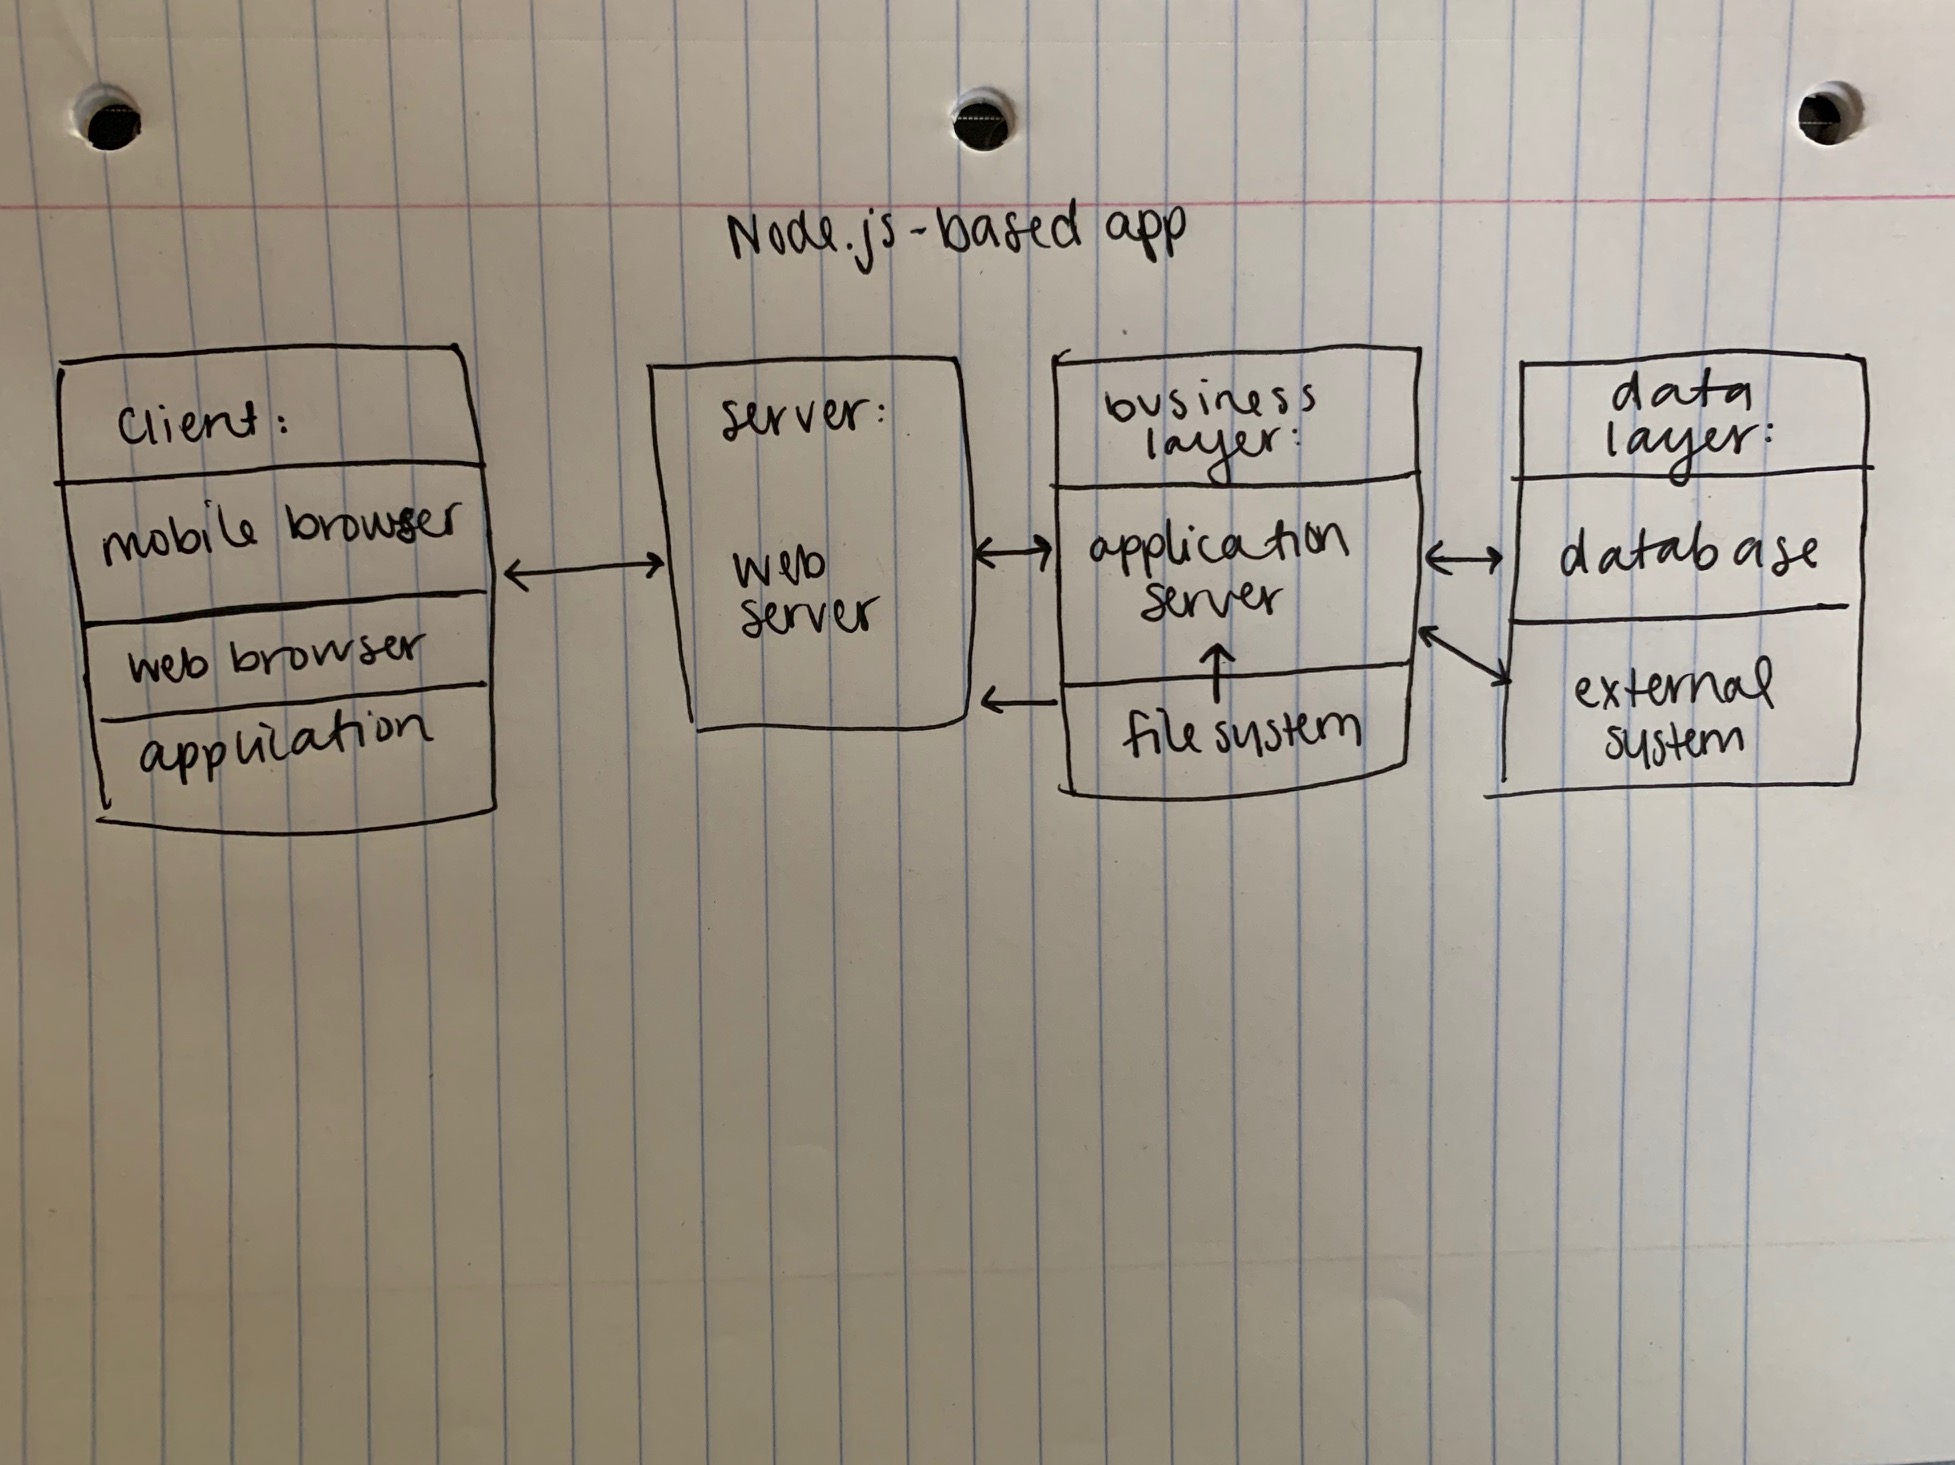 Node.js-based app
Client:
mobile browser
web browser
application
server:
web
server
business
layer:
application
server
file system
data
layer:
database
external
system